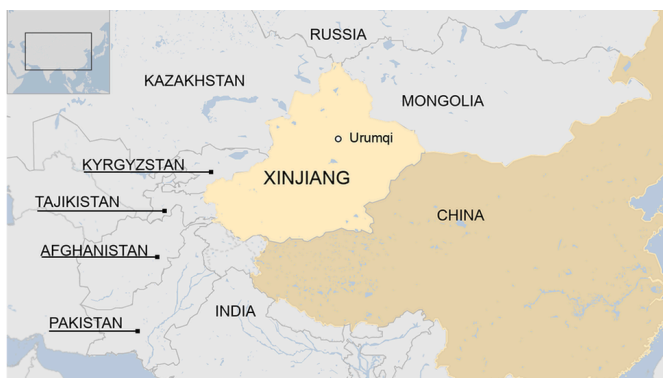 RUSSIA
KAZAKHSTAN
MONGOLIA
Urumqi
KYRGYZSTAN
XINJIANG
TAJIKISTAN
CHINA
AFGHANISTAN
INDIA
PAKISTAN